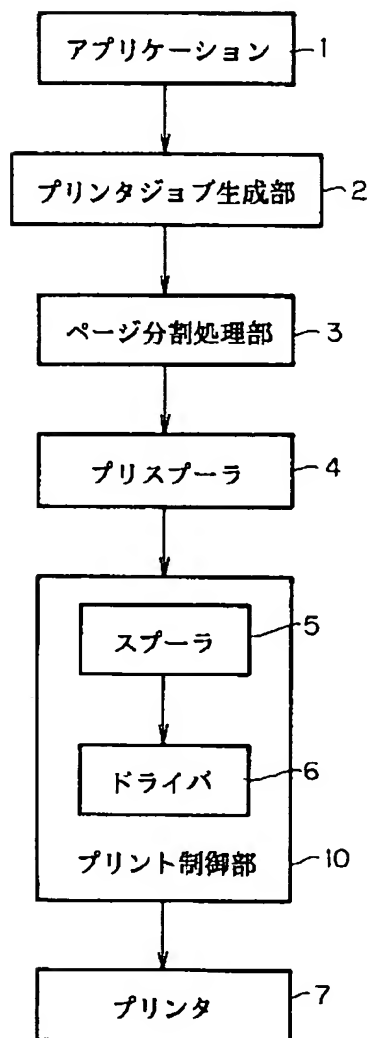 アプリケーション 1
プリンタジョブ生成部 2
ページ分割処理部 3
プリスプーラ 4
スプーラ 5
ドライバ 6
プリント制御部 10
プリンタ 7